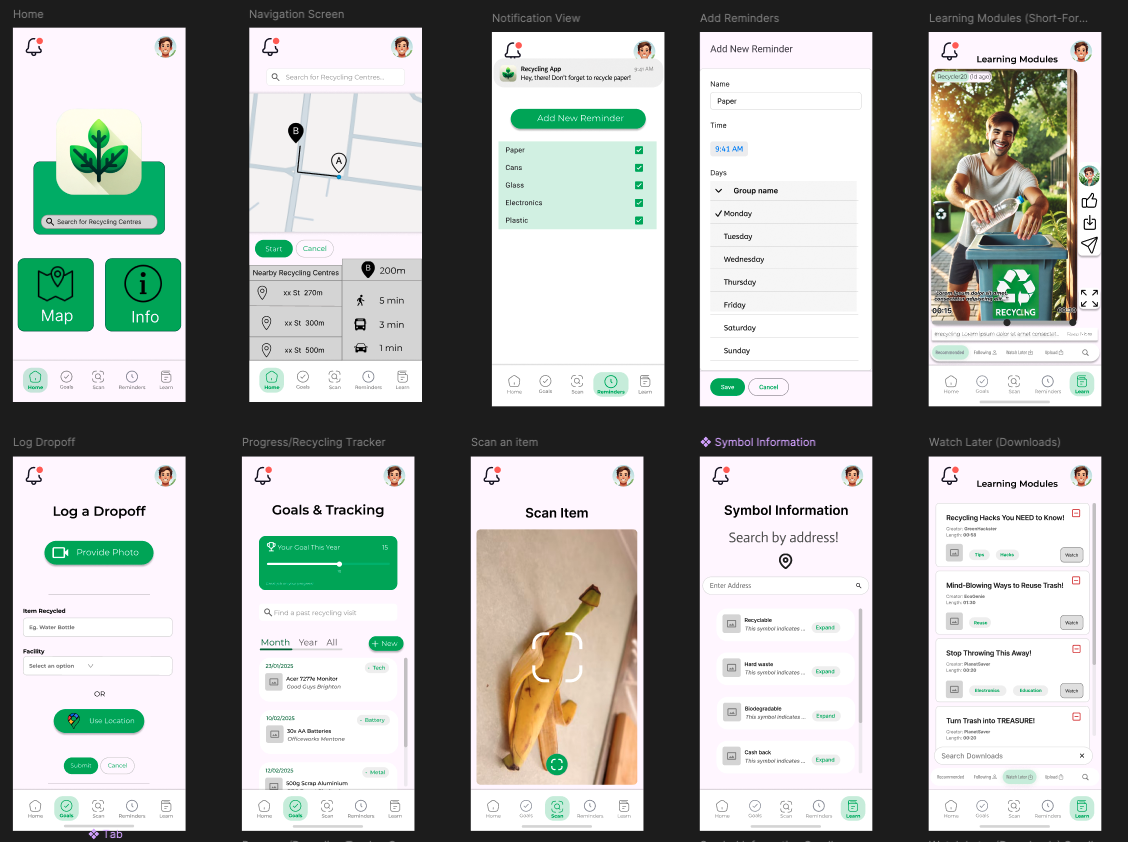 Home
Search for Recycling Centres
Map
Info
Home
Goals
Scan
Reminders
Learn
Navigation Screen
Search for Recycling Centres..
B
A
Start
Cancel
Nearby Recycling Centres
xx St 270m
xx St 300m
xx St 500m
B
200m
5 min
3 min
1 min
Home
Goals
Scan
Reminders
Learn
Notification View
Recycling App
9:41 AM
Hey, there! Don't forget to recycle paper!
Add New Reminder
Paper
Cans
Glass
Electronics
Plastic
Home
Goals
Scan
Reminders
Learn
Add Reminders
Add New Reminder
Name
Paper
Time
9:41 AM
Days
Group name
Monday
Tuesday
Wednesday
Thursday
Friday
Saturday
Sunday
Save
Cancel
Learning Modules (Short-For...
Learning Modules
Recycler20 (1d ago)
RECYCLING
00:15
#recycling Lorem ipsum dolor sit amet consectet...
Recommended
Following
Watch Later
Upload
Home
Goals
Scan
Reminders
Learn
Log Dropoff
Log a Dropoff
Provide Photo
Item Recycled
Eg. Water Bottle
Facility
Select an option
OR
Use Location
Submit
Cancel
Home
Goals
Scan
Reminders
Learn
Tab
Progress/Recycling Tracker
Goals & Tracking
Your Goal This Year
15
Find a past recycling visit
Month
Year
All
+ New
23/01/2025
- Tech
Acer 7277e Monitor
Good Guys Brighton
10/02/2025
- Battery
30x AA Batteries
Officeworks Mentone
12/02/2025
- Metal
500g Scrap Aluminium
Home
Goals
Scan
Reminders
Learn
Scan an item
Scan Item
Home
Goals
Scan
Reminders
Learn
Symbol Information
Symbol Information
Search by address!
Enter Address
Recyclable
This symbol indicates ...
Expand
Hard waste
This symbol indicates ...
Expand
Biodegradable
This symbol indicates ...
Expand
Cash back
This symbol indicates ...
Expand
Home
Goals
Scan
Reminders
Learn
Watch Later (Downloads)
Learning Modules
Recycling Hacks You NEED to Know!
Creator: GreenHackster
Length: 00:55
Tips
Hacks
Watch
Mind-Blowing Ways to Reuse Trash!
Creator: EcoGenie
Length: 01:30
Reuse
Watch
Stop Throwing This Away!
Creator: PlanetSaver
Length: 00:20
Electronics
Education
Watch
Turn Trash into TREASURE!
Creator: PlanetSaver
Length: 00:20
Search Downloads
Recommended
Following
Watch Later
Upload
Home
Goals
Scan
Reminders
Learn